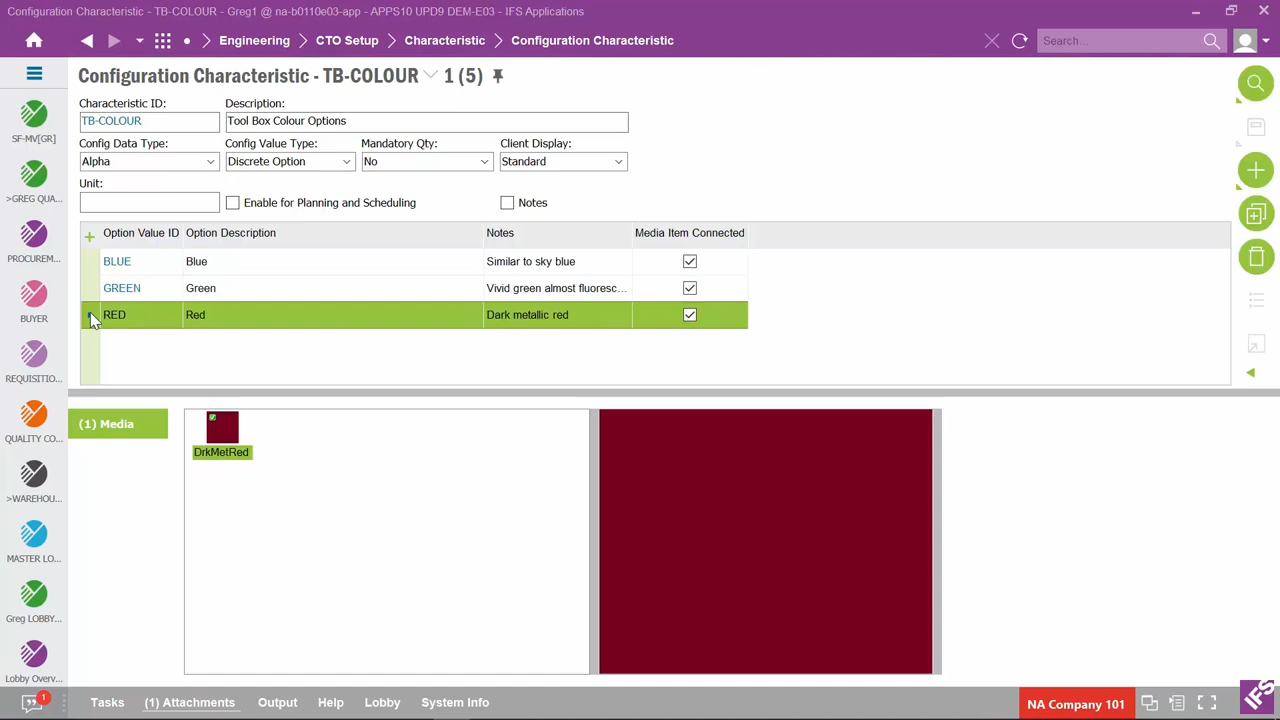 Configuration Characteristic - TB-COLOUR - Greg1 @ na-b0110e03-app - APPS10 UPD9 DEM-E03 - IFS Applications
Engineering
CTO Setup
Characteristic
Configuration Characteristic
Search...
Configuration Characteristic - TB-COLOUR
1 (5)
Characteristic ID:
Description:
TB-COLOUR
Tool Box Colour Options
Config Data Type:
Config Value Type:
Mandatory Qty:
Client Display:
Alpha
Discrete Option
No
Standard
Unit:
Enable for Planning and Scheduling
Notes
Option Value ID
Option Description
Notes
Media Item Connected
BLUE
Blue
Similar to sky blue
GREEN
Green
Vivid green almost fluoresc...
RED
Red
Dark metallic red
SF-MV[GR]
>GREG QUA...
PROCUREM...
BUYER
REQUISITIO...
QUALITY CO...
>WAREHOU...
MASTER LO...
Greg LOBBY...
Lobby Overv...
(1) Media
DrkMetRed
1
Tasks
(1) Attachments
Output
Help
Lobby
System Info
NA Company 101
IFS